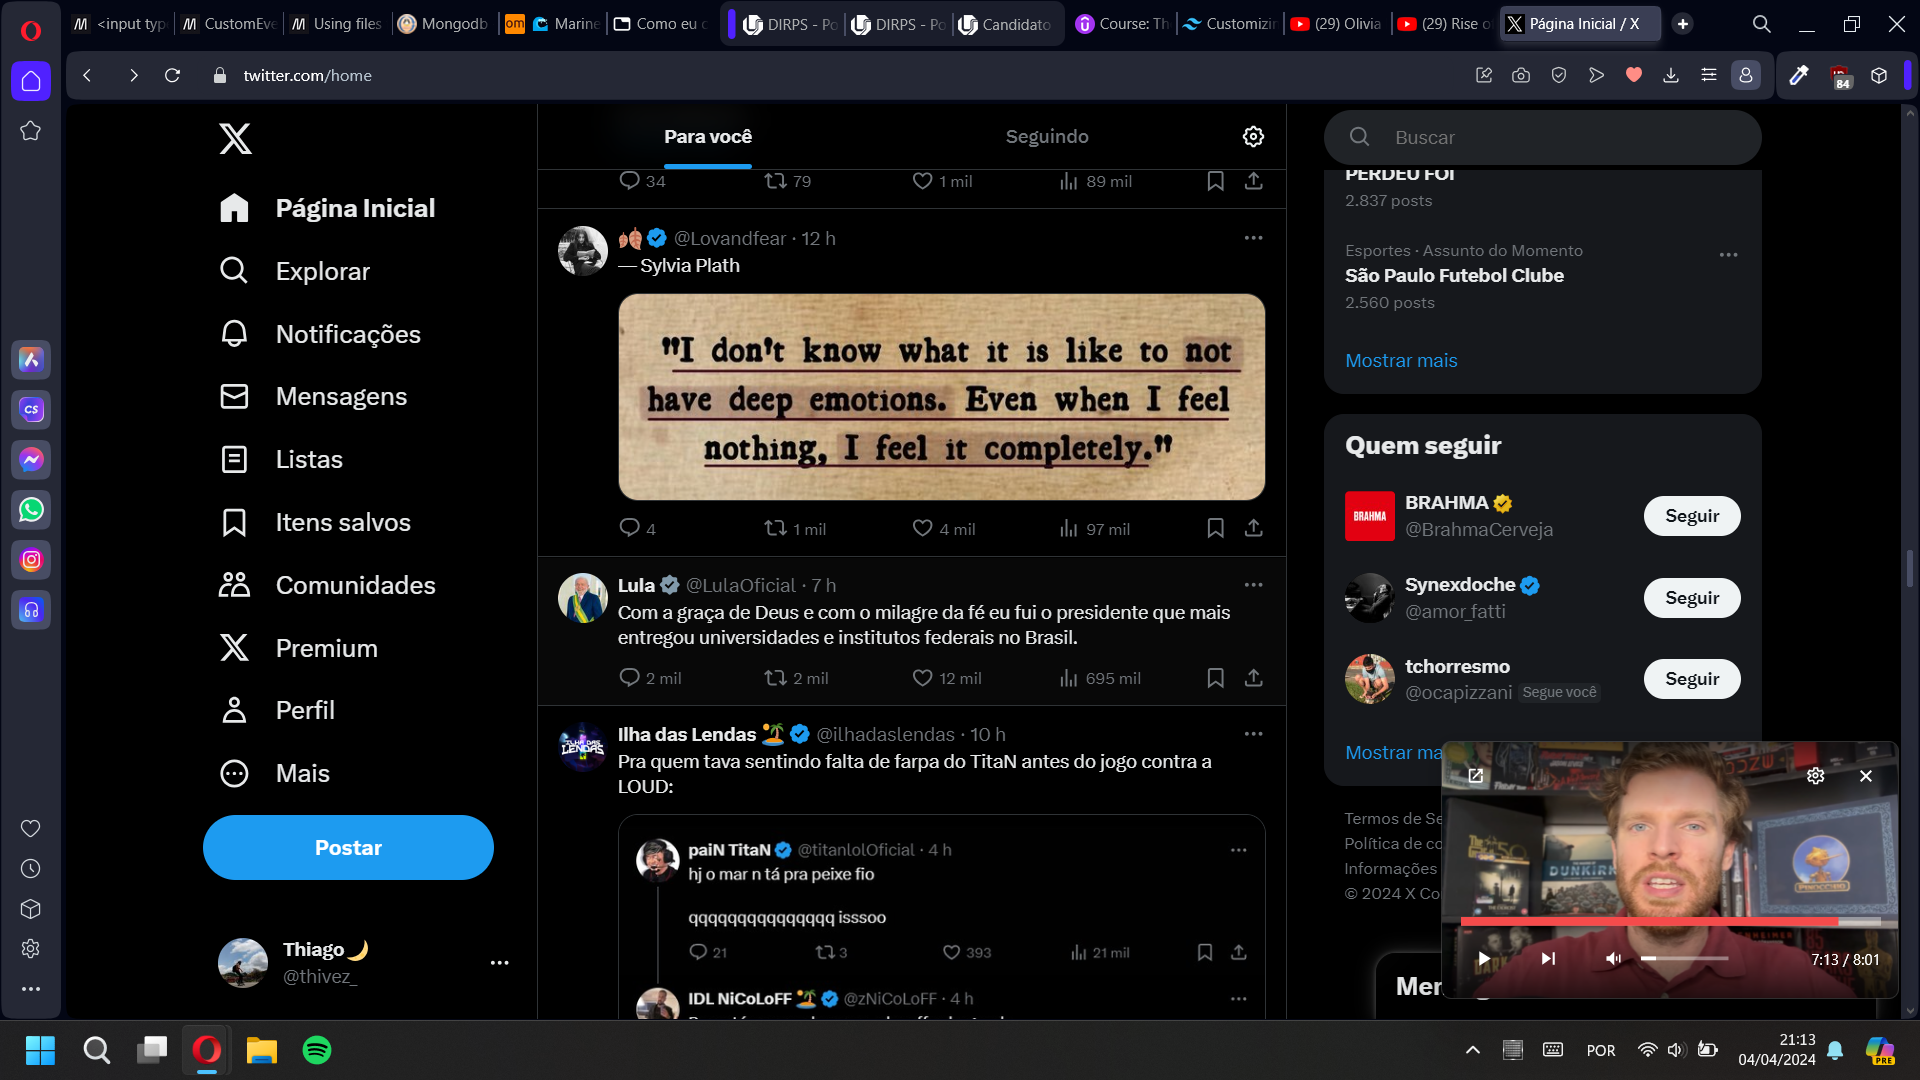 <input typ
CustomEve
Using files
Mongodb
Marine
Como eu c
DIRPS - Po
DIRPS - Po
Candidato
Course: Th
Customizin
(29) Olivia
(29) Rise o
Página Inicial / X
twitter.com/home
84
Página Inicial
Explorar
Notificações
Mensagens
Listas
Itens salvos
Comunidades
Premium
Perfil
Mais
Postar
Thiago🌙
@thivez_
Para você
Seguindo
34
79
1 mil
89 mil
@Lovandfear · 12 h
— Sylvia Plath
"I don't know what it is like to not
have deep emotions. Even when I feel
nothing, I feel it completely."
4
1 mil
4 mil
97 mil
Lula @LulaOficial · 7 h
Com a graça de Deus e com o milagre da fé eu fui o presidente que mais
entregou universidades e institutos federais no Brasil.
2 mil
2 mil
12 mil
695 mil
Ilha das Lendas 🏝️ @ilhadaslendas · 10 h
Pra quem tava sentindo falta de farpa do TitaN antes do jogo contra a
LOUD:
paiN TitaN @titanlolOficial · 4 h
hj o mar n tá pra peixe fio
qqqqqqqqqqqqqqq isssoo
21
3
393
21 mil
IDL NiCoLoFF 🏝️ @zNiCoLoFF · 4 h
Buscar
PERDEU FOI
2.837 posts
Esportes · Assunto do Momento
São Paulo Futebol Clube
2.560 posts
Mostrar mais
Quem seguir
BRAHMA
BRAHMA
@BrahmaCerveja
Seguir
Synexdoche
@amor_fatti
Seguir
tchorresmo
@ocapizzani Segue você
Seguir
Mostrar ma
Termos de Se
Política de co
Informações
© 2024 X Co
DUNKIRK
PINOCCHIO
7:13 / 8:01
POR
21:13
04/04/2024
PRE